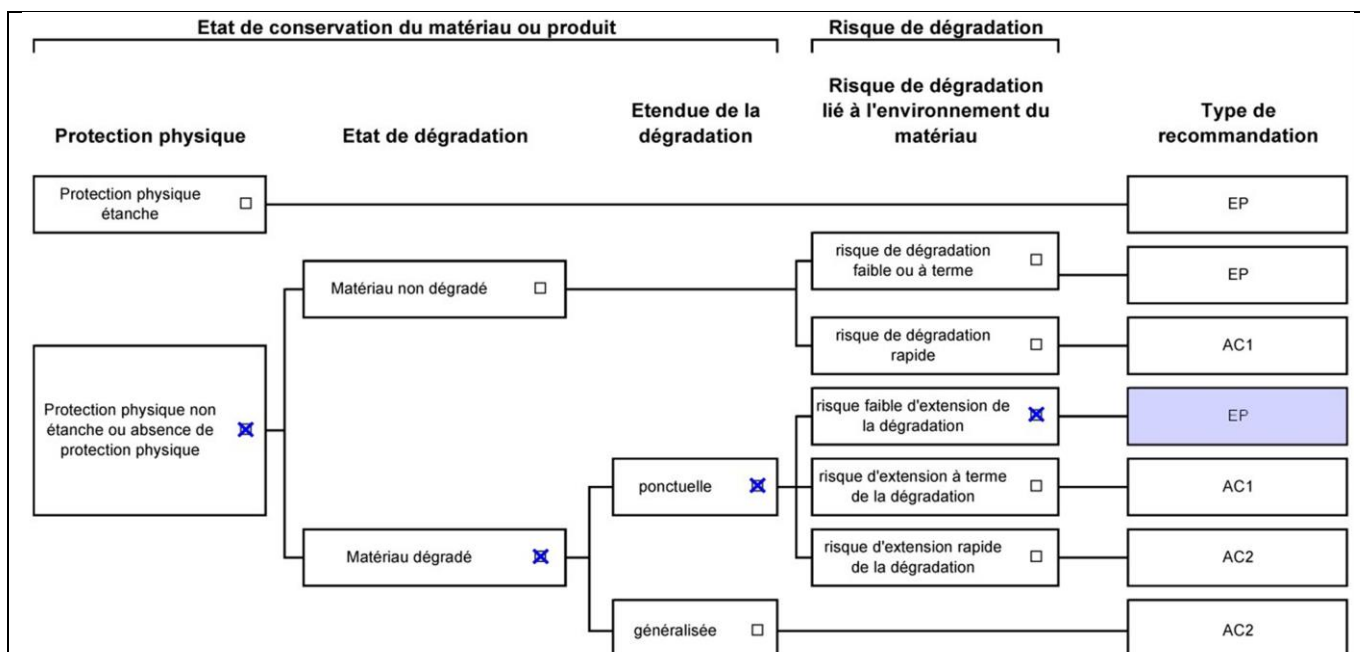 Etat de conservation du matériau ou produit
Risque de dégradation
Protection physique
Etat de dégradation
Etendue de la
dégradation
Risque de dégradation
lié à l'environnement du
matériau
Type de
recommandation
Protection physique
étanche
EP
risque de dégradation
faible ou à terme
EP
Matériau non dégradé
risque de dégradation
rapide
AC1
Protection physique non
étanche ou absence de
protection physique
risque faible d'extension de
la dégradation
EP
ponctuelle
risque d'extension à terme
de la dégradation
AC1
Matériau dégradé
risque d'extension rapide
de la dégradation
AC2
généralisée
AC2